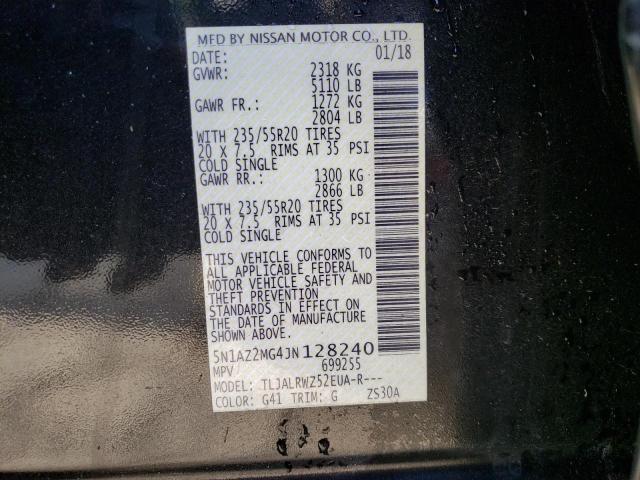 MFD BY NISSAN MOTOR CO., LTD.
DATE: 01/18
GVWR: 2318 KG
5110 LB
GAWR FR.: 1272 KG
2804 LB
WITH 235/55R20 TIRES
20 X 7.5 RIMS AT 35 PSI
COLD SINGLE
GAWR RR.: 1300 KG
2866 LB
WITH 235/55R20 TIRES
20 X 7.5 RIMS AT 35 PSI
COLD SINGLE
THIS VEHICLE CONFORMS TO
ALL APPLICABLE FEDERAL
MOTOR VEHICLE SAFETY AND
THEFT PREVENTION
STANDARDS IN EFFECT ON
THE DATE OF MANUFACTURE
SHOWN ABOVE.
5N1AZ2MG4JN128240
MPV 699255
MODEL: TLJALRWZ52EUA-R---
COLOR: G41 TRIM: G ZS30A